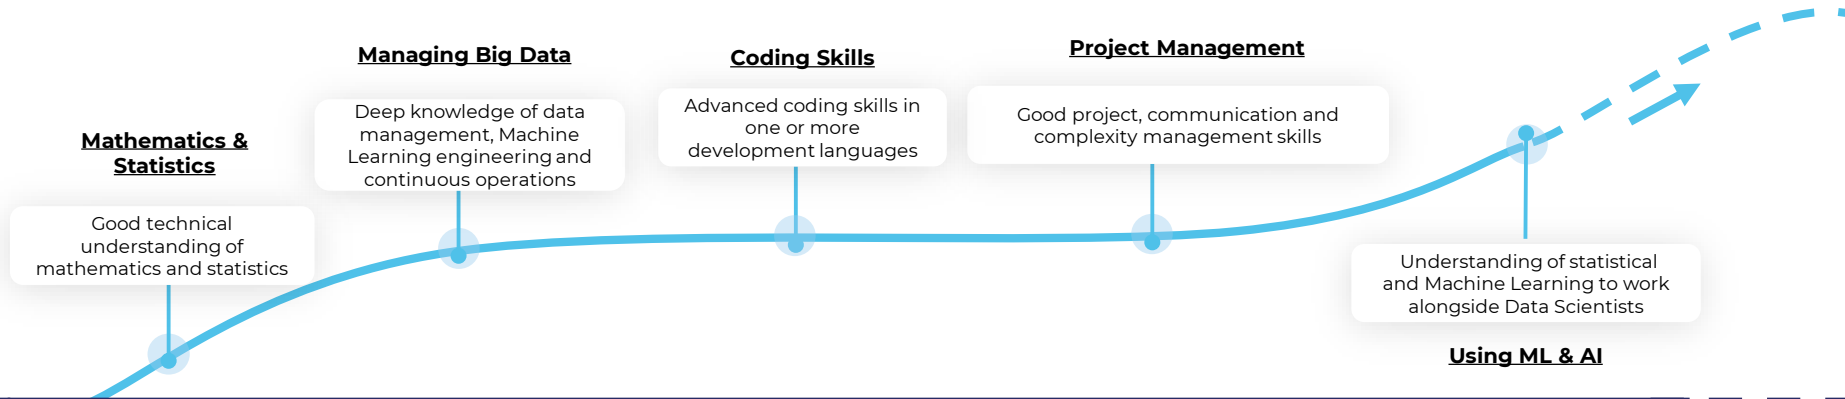 Mathematics &
Statistics
Good technical
understanding of
mathematics and statistics
Managing Big Data
Deep knowledge of data
management, Machine
Learning engineering and
continuous operations
Coding Skills
Advanced coding skills in
one or more
development languages
Project Management
Good project, communication and
complexity management skills
Understanding of statistical
and Machine Learning to work
alongside Data Scientists
Using ML & AI